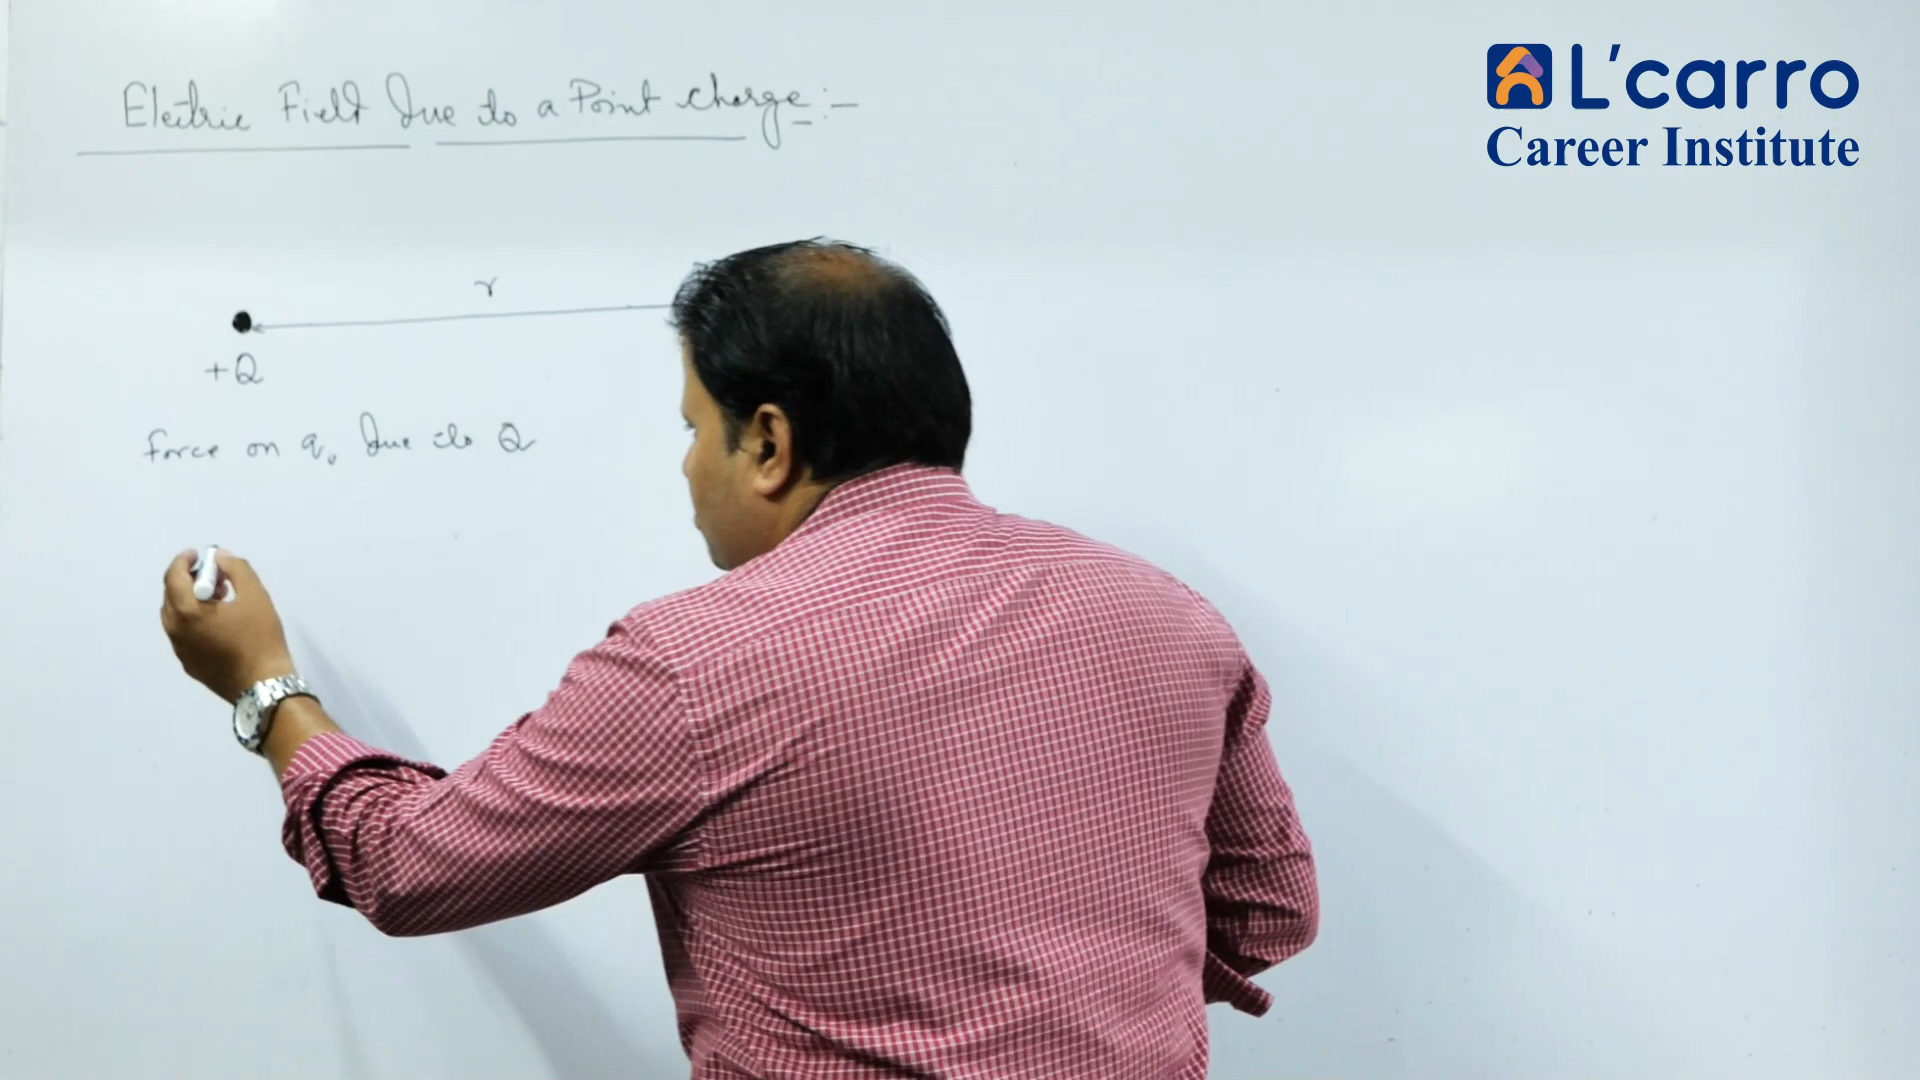 Electric Field due to a Point charge:-
L'carro
Career Institute
r
+Q
force on q₀ due to Q